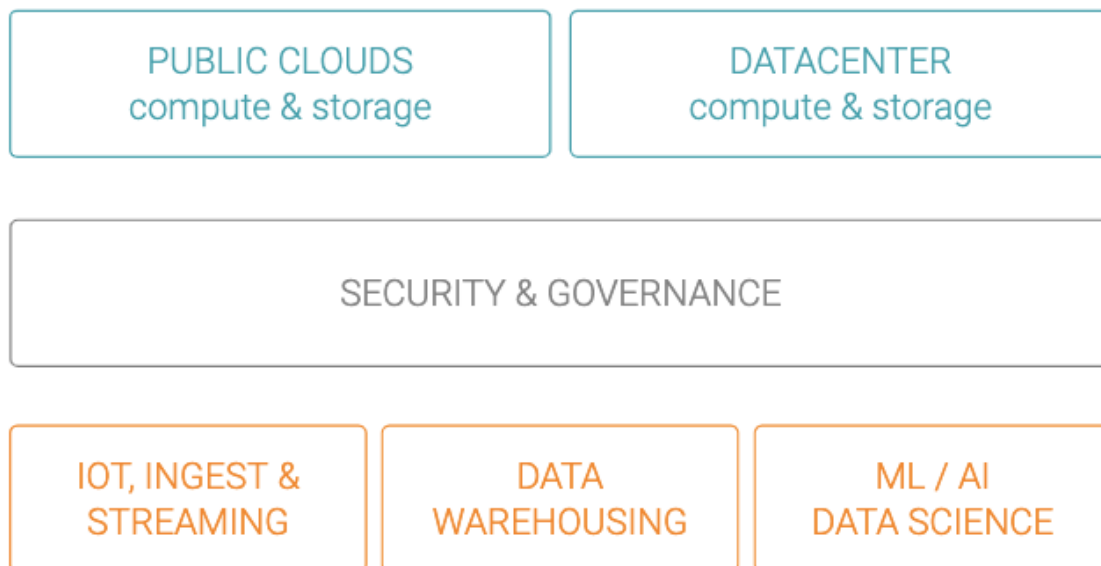 PUBLIC CLOUDS
compute & storage
DATACENTER
compute & storage
SECURITY & GOVERNANCE
IOT, INGEST &
STREAMING
DATA
WAREHOUSING
ML / AI
DATA SCIENCE